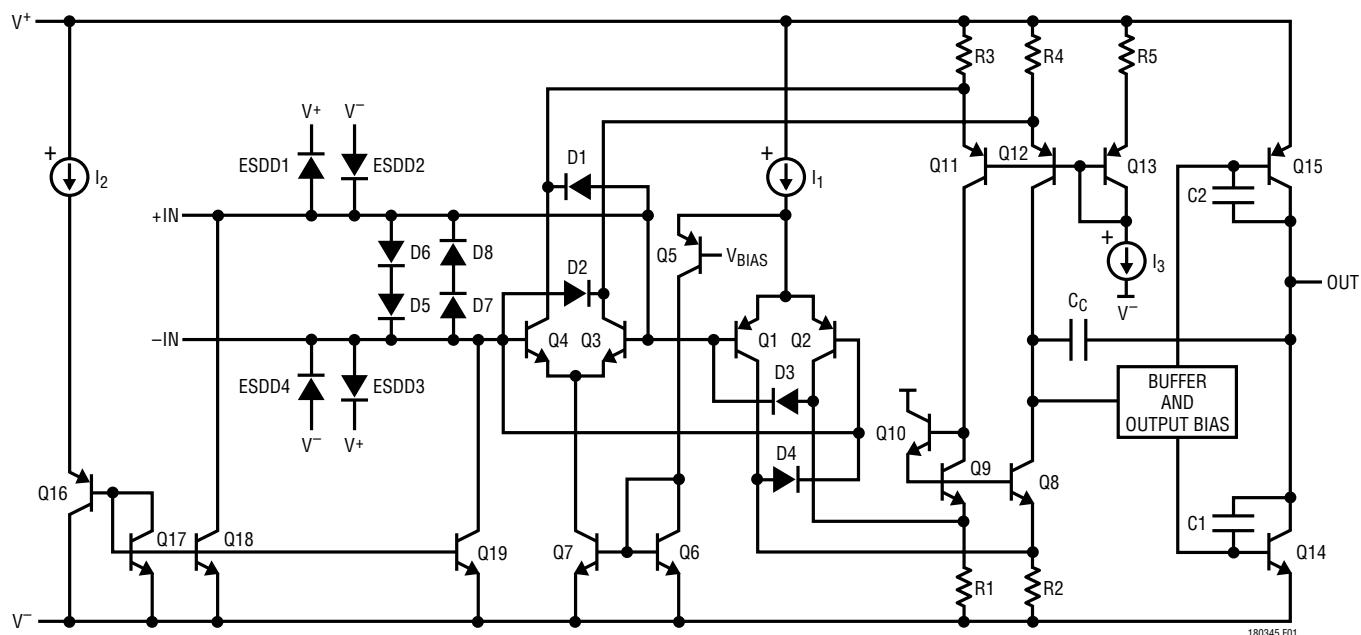 V+
R3
R4
R5
V+
V−
ESDD1
ESDD2
+
I2
D1
+
I1
Q11
Q12
Q13
Q15
C2
+IN
D6
D8
Q5
VBIAS
+
I3
V−
OUT
D2
D5
D7
−IN
Q4
Q3
Q1
Q2
CC
ESDD4
ESDD3
V−
V+
D3
BUFFER
AND
OUTPUT BIAS
Q10
D4
Q9
Q8
Q16
Q17
Q18
Q19
Q7
Q6
C1
Q14
R1
R2
V−
180345 F01